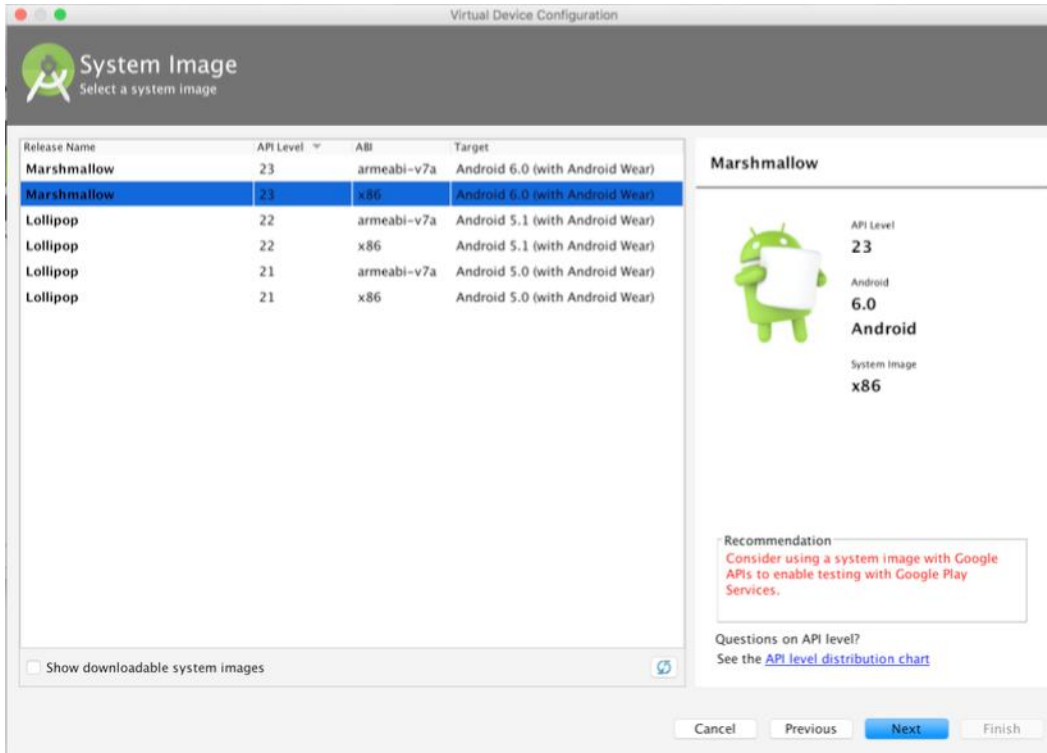 Virtual Device Configuration
System Image
Select a system image
Release Name API Level ABI Target
Marshmallow 23 armeabi-v7a Android 6.0 (with Android Wear)
Marshmallow 23 x86 Android 6.0 (with Android Wear)
Lollipop 22 armeabi-v7a Android 5.1 (with Android Wear)
Lollipop 22 x86 Android 5.1 (with Android Wear)
Lollipop 21 armeabi-v7a Android 5.0 (with Android Wear)
Lollipop 21 x86 Android 5.0 (with Android Wear)
Show downloadable system images
Marshmallow
API Level
23
Android
6.0
Android
System Image
x86
Recommendation
Consider using a system image with Google
APIs to enable testing with Google Play
Services.
Questions on API level?
See the API level distribution chart
Cancel Previous Next Finish